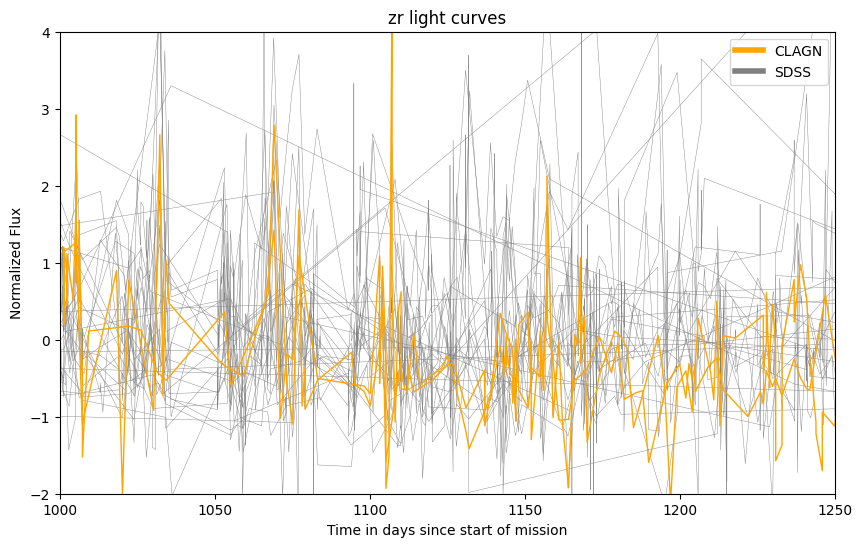 zr light curves
CLAGN
SDSS
Normalized Flux
4
3
2
1
0
−1
−2
1000
1050
1100
1150
1200
1250
Time in days since start of mission